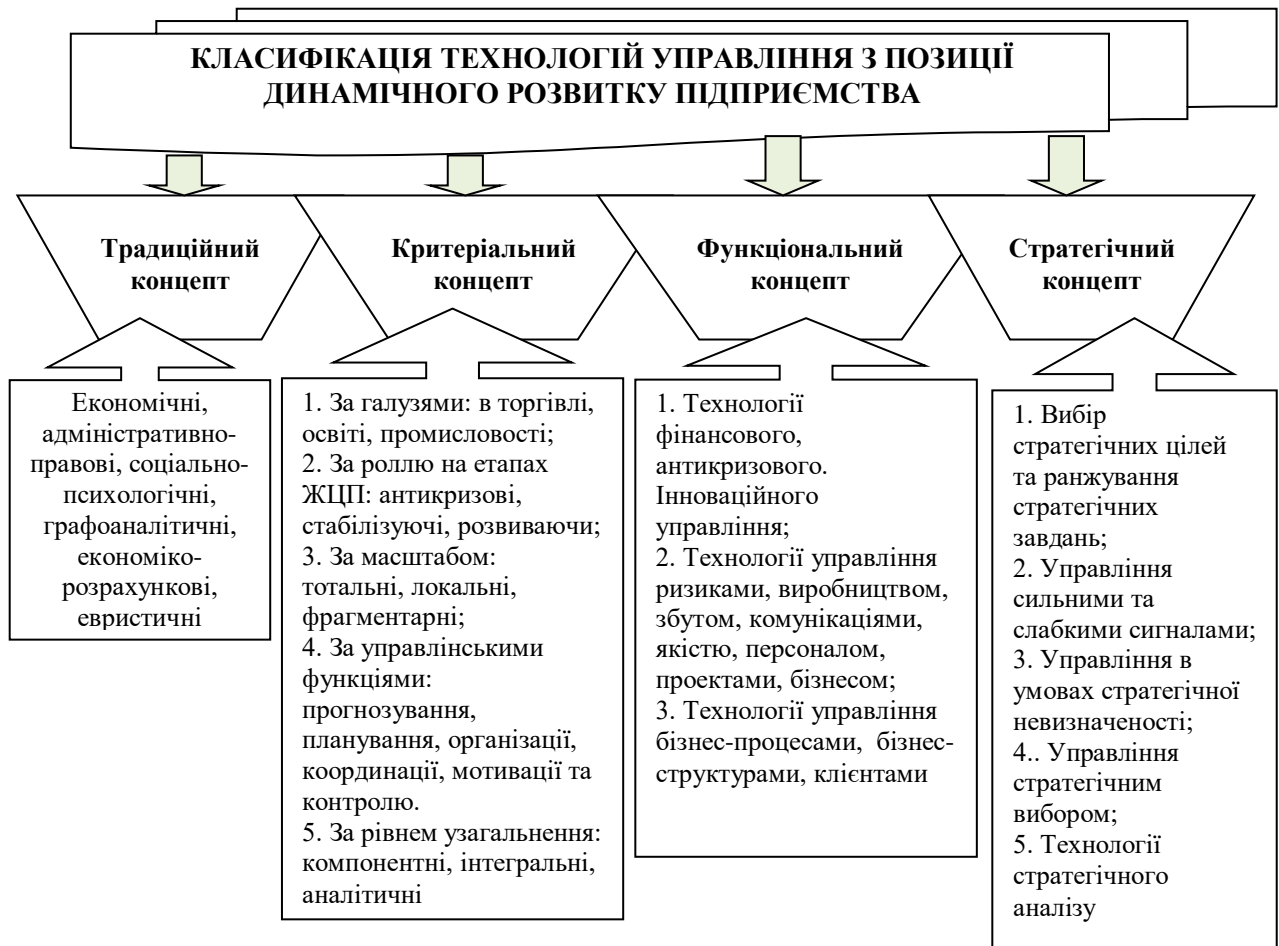 КЛАСИФІКАЦІЯ ТЕХНОЛОГІЙ УПРАВЛІННЯ З ПОЗИЦІЇ
ДИНАМІЧНОГО РОЗВИТКУ ПІДПРИЄМСТВА
Традиційний
концепт
Критеріальний
концепт
Функціональний
концепт
Стратегічний
концепт
Економічні,
адміністративно-
правові, соціально-
психологічні,
графоаналітичні,
економіко-
розрахункові,
евристичні
1. За галузями: в торгівлі,
освіті, промисловості;
2. За роллю на етапах
ЖЦП: антикризові,
стабілізуючі, розвиваючи;
3. За масштабом:
тотальні, локальні,
фрагментарні;
4. За управлінськими
функціями:
прогнозування,
планування, організації,
координації, мотивації та
контролю.
5. За рівнем узагальнення:
компонентні, інтегральні,
аналітичні
1. Технології
фінансового,
антикризового.
Інноваційного
управління;
2. Технології управління
ризиками, виробництвом,
збутом, комунікаціями,
якістю, персоналом,
проектами, бізнесом;
3. Технології управління
бізнес-процесами, бізнес-
структурами, клієнтами
1. Вибір
стратегічних цілей
та ранжування
стратегічних
завдань;
2. Управління
сильними та
слабкими сигналами;
3. Управління в
умовах стратегічної
невизначеності;
4.. Управління
стратегічним
вибором;
5. Технології
стратегічного
аналізу